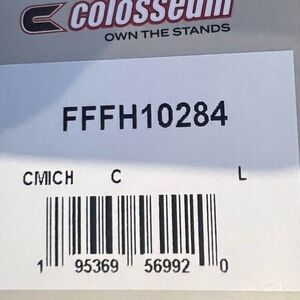 colosseum
OWN THE STANDS
FFFH10284
CMICH C L
1 95369 56992 0